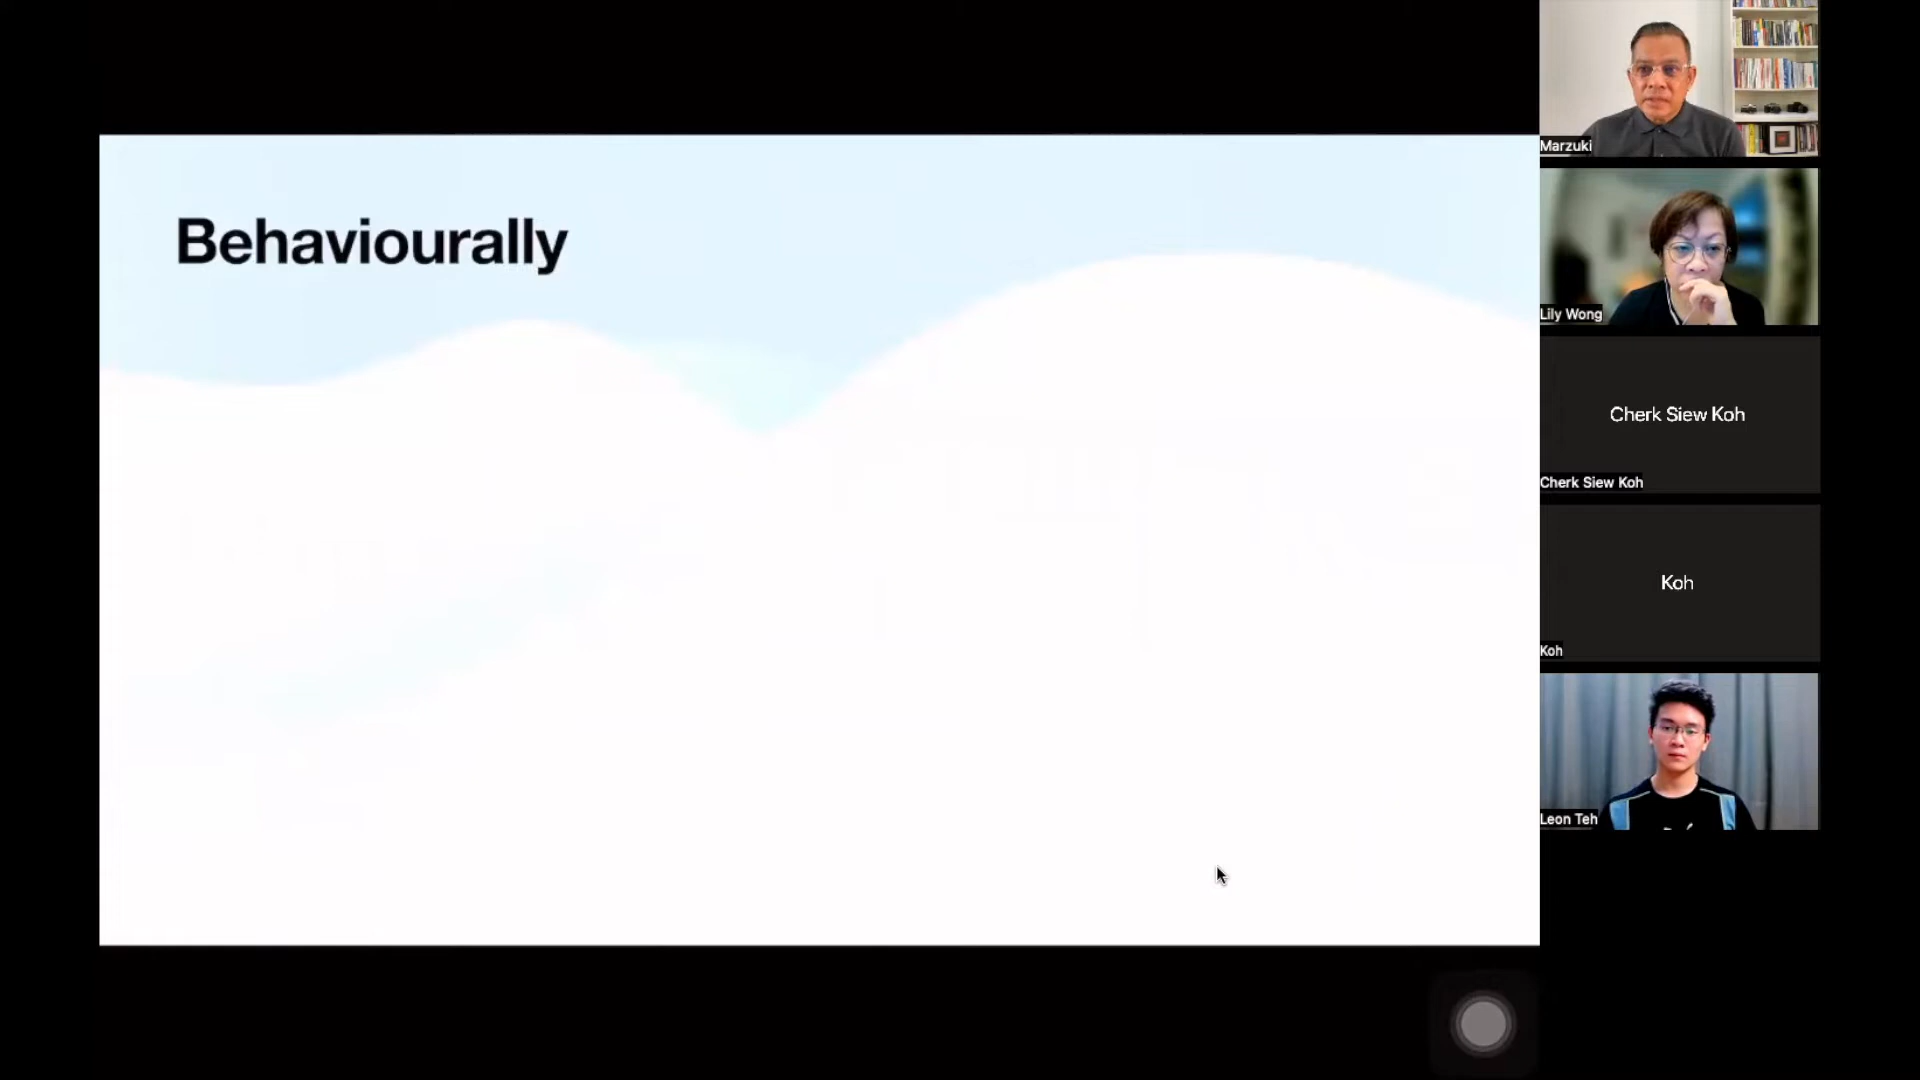 Behaviourally
Marzuki
Lily Wong
Cherk Siew Koh
Cherk Siew Koh
Koh
Koh
Leon Teh